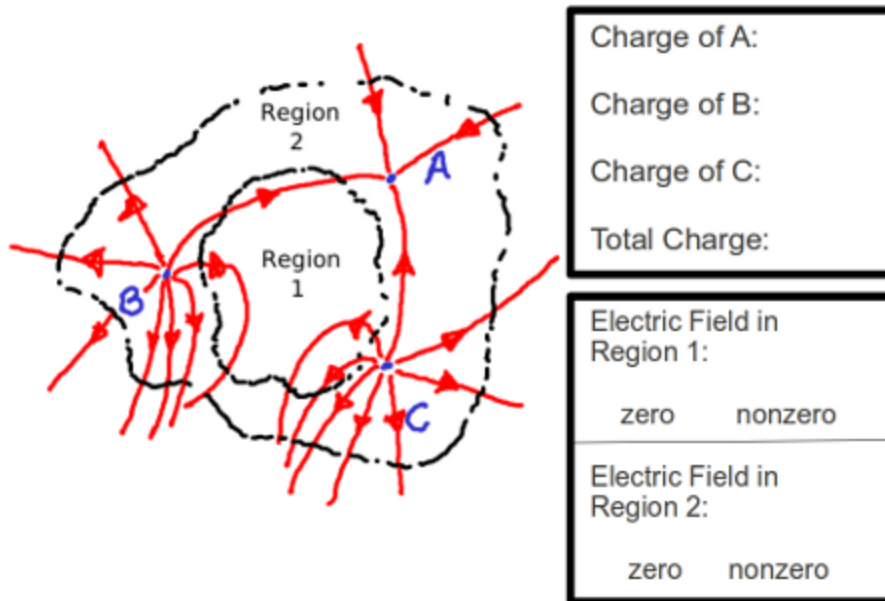 Region
2
A
Region
1
B
C
Charge of A:
Charge of B:
Charge of C:
Total Charge:
Electric Field in
Region 1:
zero nonzero
Electric Field in
Region 2:
zero nonzero